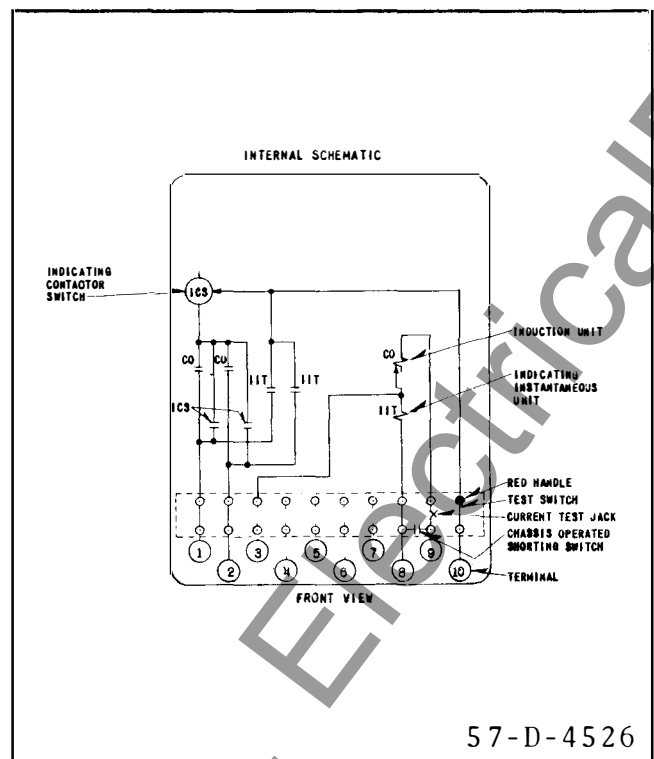 INTERNAL SCHEMATIC
INDICATING
CONTACTOR
SWITCH
ICS
CO
CO
IIT
IIT
ICS
CO
IIT
INDUCTION UNIT
INDICATING
INSTANTANEOUS
UNIT
RED HANDLE
TEST SWITCH
CURRENT TEST JACK
CHASSIS OPERATED
SHORTING SWITCH
TERMINAL
1
2
3
4
5
6
7
8
9
10
FRONT VIEW
57-D-4526
Electrical